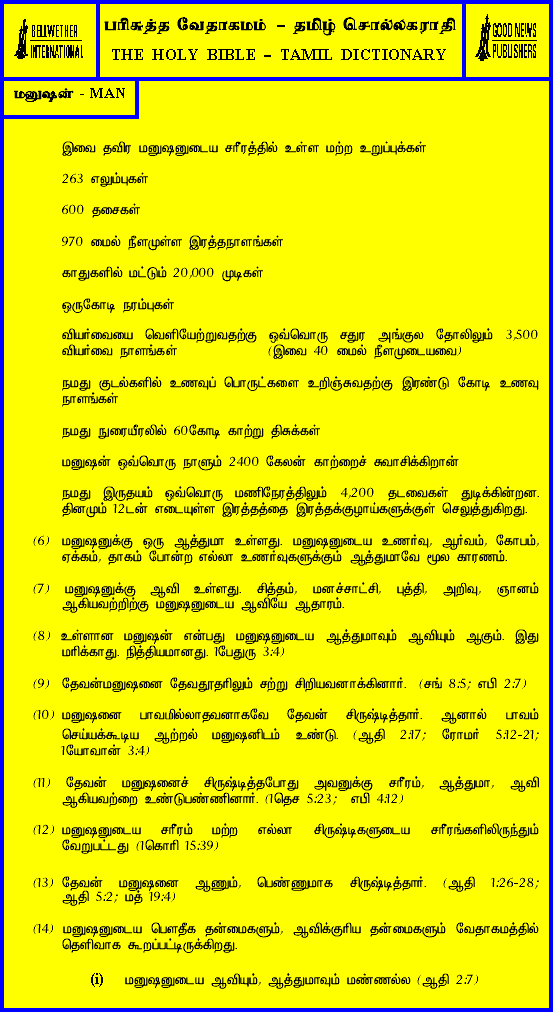 BELLWETHER
INTERNATIONAL
பரிசுத்த வேதாகமம் – தமிழ் சொல்லகராதி
THE HOLY BIBLE – TAMIL DICTIONARY
GOOD NEWS
PUBLISHERS
மனுஷன் - MAN
இவை தவிர மனுஷனுடைய சரீரத்தில் உள்ள மற்ற உறுப்புக்கள்
263 எலும்புகள்
600 தசைகள்
970 மைல் நீளமுள்ள இரத்தநாளங்கள்
காதுகளில் மட்டும் 20,000 முடிகள்
ஒருகோடி நரம்புகள்
வியர்வையை வெளியேற்றுவதற்கு ஒவ்வொரு சதுர அங்குல தோலிலும் 3,500
வியர்வை நாளங்கள் (இவை 40 மைல் நீளமுடையவை)
நமது குடல்களில் உணவுப் பொருட்களை உறிஞ்சுவதற்கு இரண்டு கோடி உணவு
நாளங்கள்
நமது நுரையீரலில் 60கோடி காற்று திசுக்கள்
மனுஷன் ஒவ்வொரு நாளும் 2400 கேலன் காற்றைச் சுவாசிக்கிறான்
நமது இருதயம் ஒவ்வொரு மணிநேரத்திலும் 4,200 தடவைகள் துடிக்கின்றன.
தினமும் 12டன் எடையுள்ள இரத்தத்தை இரத்தக்குழாய்களுக்குள் செலுத்துகிறது.
(6) மனுஷனுக்கு ஒரு ஆத்துமா உள்ளது. மனுஷனுடைய உணர்வு, ஆர்வம், கோபம்,
ஏக்கம், தாகம் போன்ற எல்லா உணர்வுகளுக்கும் ஆத்துமாவே மூல காரணம்.
(7) மனுஷனுக்கு ஆவி உள்ளது. சித்தம், மனச்சாட்சி, புத்தி, அறிவு, ஞானம்
ஆகியவற்றிற்கு மனுஷனுடைய ஆவியே ஆதாரம்.
(8) உள்ளான மனுஷன் என்பது மனுஷனுடைய ஆத்துமாவும் ஆவியும் ஆகும். இது
மரிக்காது. நித்தியமானது. 1பேதுரு 3:4)
(9) தேவன்மனுஷனை தேவதூதரிலும் சற்று சிறியவனாக்கினார். (சங் 8:5; எபி 2:7)
(10) மனுஷனை பாவமில்லாதவனாகவே தேவன் சிருஷ்டித்தார். ஆனால் பாவம்
செய்யக்கூடிய ஆற்றல் மனுஷனிடம் உண்டு. (ஆதி 2:17; ரோமர் 5:12-21;
1யோவான் 3:4)
(11) தேவன் மனுஷனைச் சிருஷ்டித்தபோது அவனுக்கு சரீரம், ஆத்துமா, ஆவி
ஆகியவற்றை உண்டுபண்ணினார். (1தெச 5:23; எபி 4:12)
(12) மனுஷனுடைய சரீரம் மற்ற எல்லா சிருஷ்டிகளுடைய சரீரங்களிலிருந்தும்
வேறுபட்டது (1கொரி 15:39)
(13) தேவன் மனுஷனை ஆணும், பெண்ணுமாக சிருஷ்டித்தார். (ஆதி 1:26-28;
ஆதி 5:2; மத் 19:4)
(14) மனுஷனுடைய பௌதீக தன்மைகளும், ஆவிக்குரிய தன்மைகளும் வேதாகமத்தில்
தெளிவாக கூறப்பட்டிருக்கிறது.
(i) மனுஷனுடைய ஆவியும், ஆத்துமாவும் மண்ணல்ல (ஆதி 2:7)